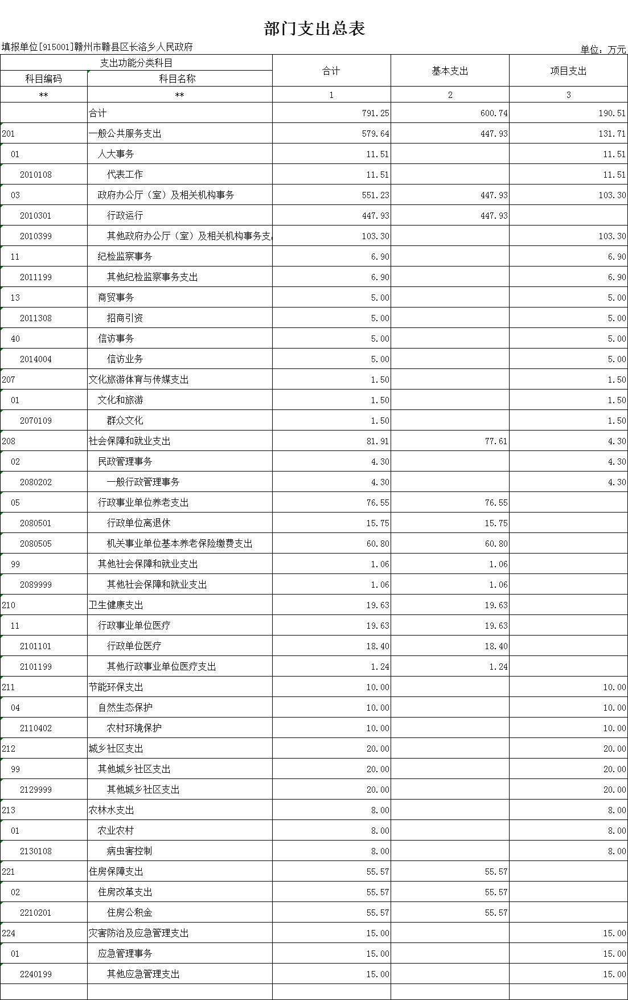 部门支出总表
填报单位[915001]赣州市赣县区长洛乡人民政府
单位：万元
支出功能分类科目 合计 基本支出 项目支出
科目编码 科目名称
** ** 1 2 3
合计 791.25 600.74 190.51
201 一般公共服务支出 579.64 447.93 131.71
01 人大事务 11.51 11.51
2010108 代表工作 11.51 11.51
03 政府办公厅（室）及相关机构事务 551.23 447.93 103.30
2010301 行政运行 447.93 447.93
2010399 其他政府办公厅（室）及相关机构事务支 103.30 103.30
11 纪检监察事务 6.90 6.90
2011199 其他纪检监察事务支出 6.90 6.90
13 商贸事务 5.00 5.00
2011308 招商引资 5.00 5.00
40 信访事务 5.00 5.00
2014004 信访业务 5.00 5.00
207 文化旅游体育与传媒支出 1.50 1.50
01 文化和旅游 1.50 1.50
2070109 群众文化 1.50 1.50
208 社会保障和就业支出 81.91 77.61 4.30
02 民政管理事务 4.30 4.30
2080202 一般行政管理事务 4.30 4.30
05 行政事业单位养老支出 76.55 76.55
2080501 行政单位离退休 15.75 15.75
2080505 机关事业单位基本养老保险缴费支出 60.80 60.80
99 其他社会保障和就业支出 1.06 1.06
2089999 其他社会保障和就业支出 1.06 1.06
210 卫生健康支出 19.63 19.63
11 行政事业单位医疗 19.63 19.63
2101101 行政单位医疗 18.40 18.40
2101199 其他行政事业单位医疗支出 1.24 1.24
211 节能环保支出 10.00 10.00
04 自然生态保护 10.00 10.00
2110402 农村环境保护 10.00 10.00
212 城乡社区支出 20.00 20.00
99 其他城乡社区支出 20.00 20.00
2129999 其他城乡社区支出 20.00 20.00
213 农林水支出 8.00 8.00
01 农业农村 8.00 8.00
2130108 病虫害控制 8.00 8.00
221 住房保障支出 55.57 55.57
02 住房改革支出 55.57 55.57
2210201 住房公积金 55.57 55.57
224 灾害防治及应急管理支出 15.00 15.00
01 应急管理事务 15.00 15.00
2240199 其他应急管理支出 15.00 15.00